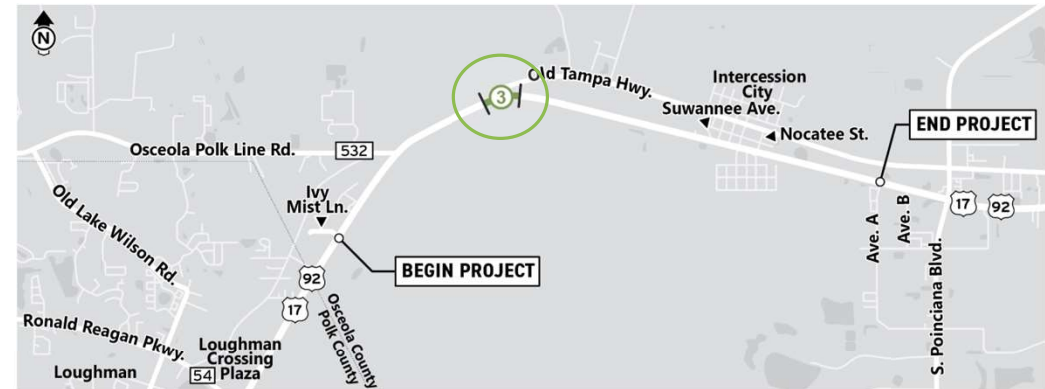 N
3
Old Tampa Hwy.
Intercession
City
Suwannee Ave.
Nocatee St.
END PROJECT
Osceola Polk Line Rd.
532
Ivy
Mist Ln.
Old Lake Wilson Rd.
BEGIN PROJECT
92
17
Osceola County
Polk County
Ronald Reagan Pkwy.
Loughman
Crossing
Plaza
54
Loughman
17
92
Ave. A
Ave. B
S. Poinciana Blvd.